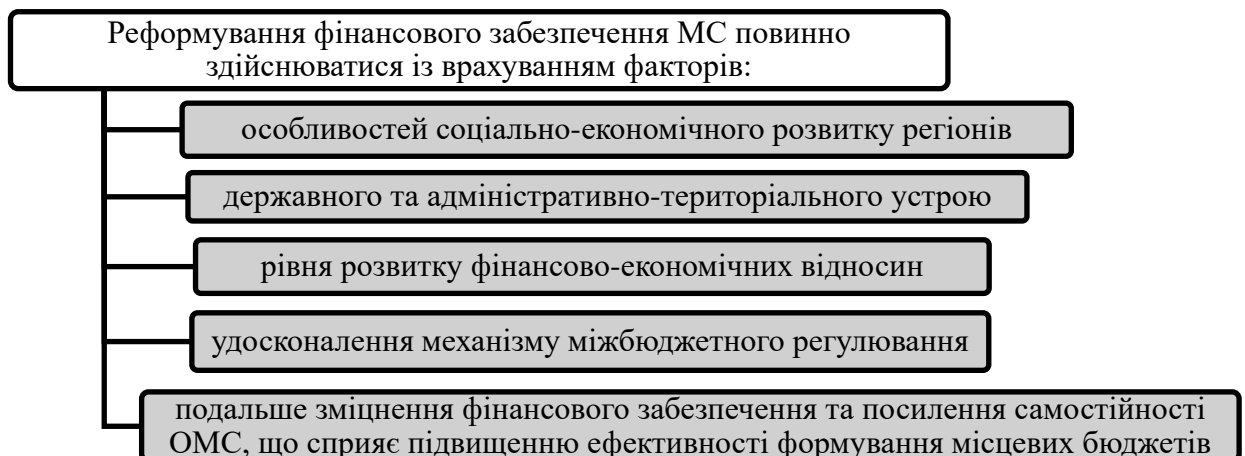 Реформування фінансового забезпечення МС повинно
здійснюватися із врахуванням факторів:
особливостей соціально-економічного розвитку регіонів
державного та адміністративно-територіального устрою
рівня розвитку фінансово-економічних відносин
удосконалення механізму міжбюджетного регулювання
подальше зміцнення фінансового забезпечення та посилення самостійності
ОМС, що сприяє підвищенню ефективності формування місцевих бюджетів